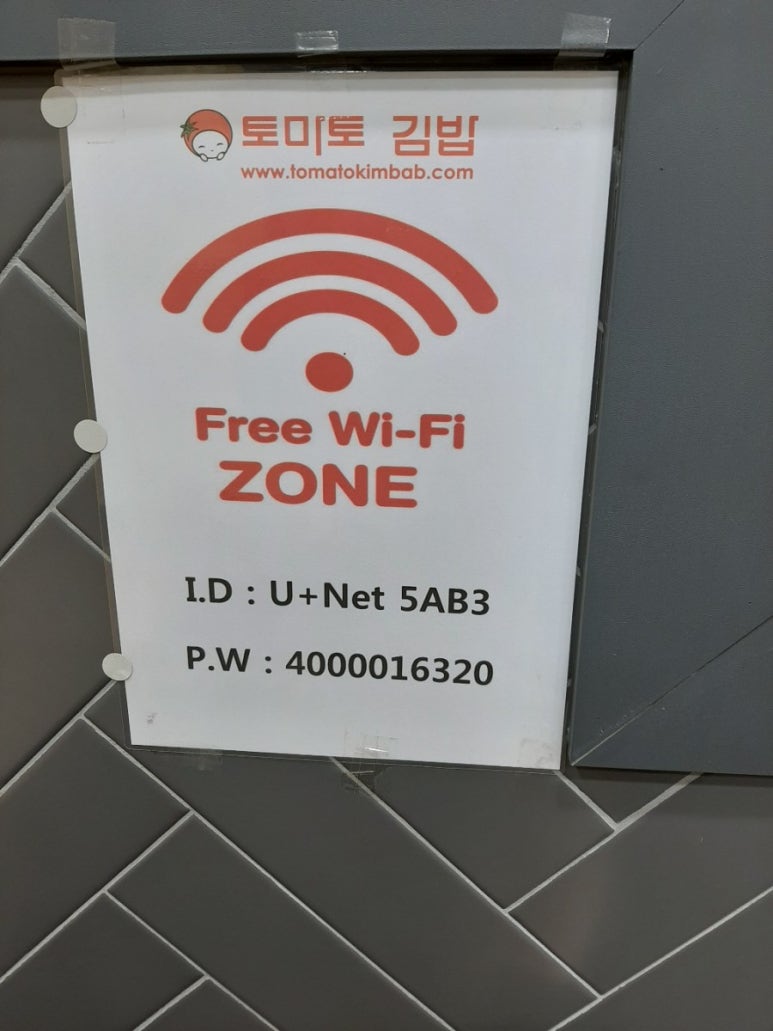 토마토 김밥
www.tomatokimbab.com
Free Wi-Fi
ZONE
I.D : U+Net 5AB3
P.W : 4000016320